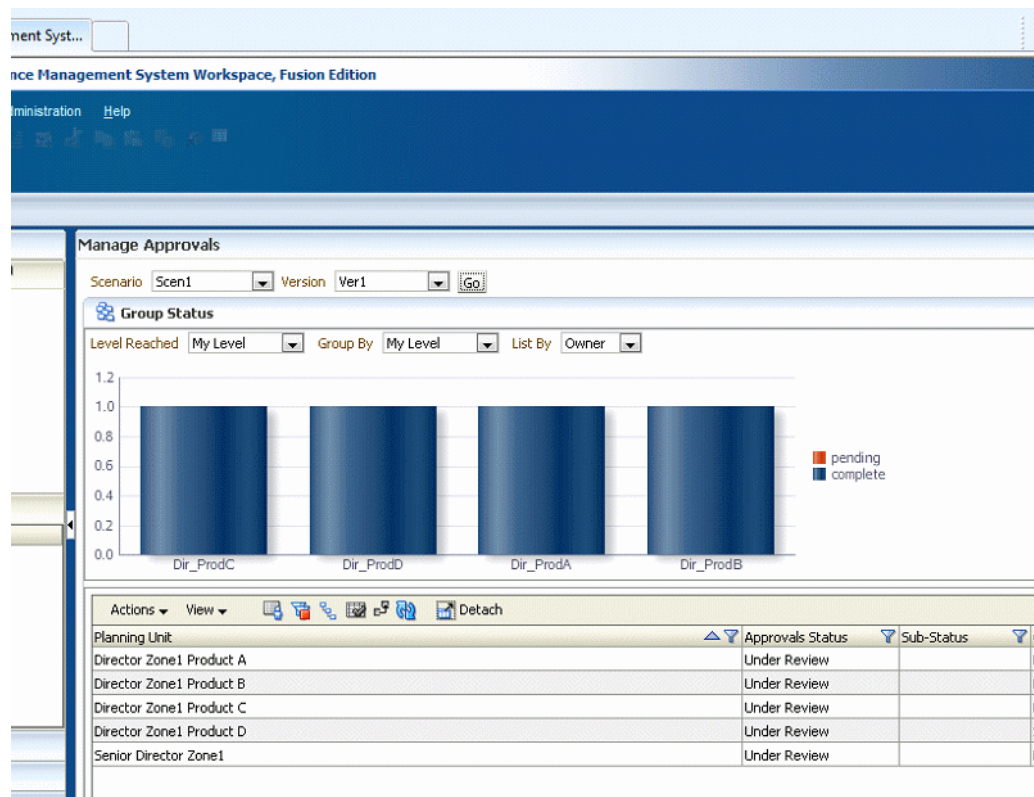 ment Syst...
nce Management System Workspace, Fusion Edition
dministration Help
Manage Approvals
Scenario Scen1 Version Ver1 Go
Group Status
Level Reached My Level Group By My Level List By Owner
1.2
1.0
0.8
0.6
0.4
0.2
0.0
pending
complete
Dir_ProdC Dir_ProdD Dir_ProdA Dir_ProdB
Actions View Detach
Planning Unit Approvals Status Sub-Status
Director Zone1 Product A Under Review
Director Zone1 Product B Under Review
Director Zone1 Product C Under Review
Director Zone1 Product D Under Review
Senior Director Zone1 Under Review